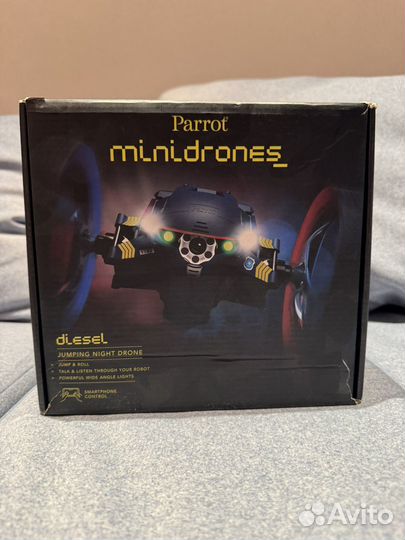 Parrot
minidrones_
diesel
JUMPING NIGHT DRONE
• JUMP & ROLL
• TALK & LISTEN THROUGH YOUR ROBOT
• POWERFUL WIDE ANGLE LIGHTS
SMARTPHONE
CONTROL
Avito